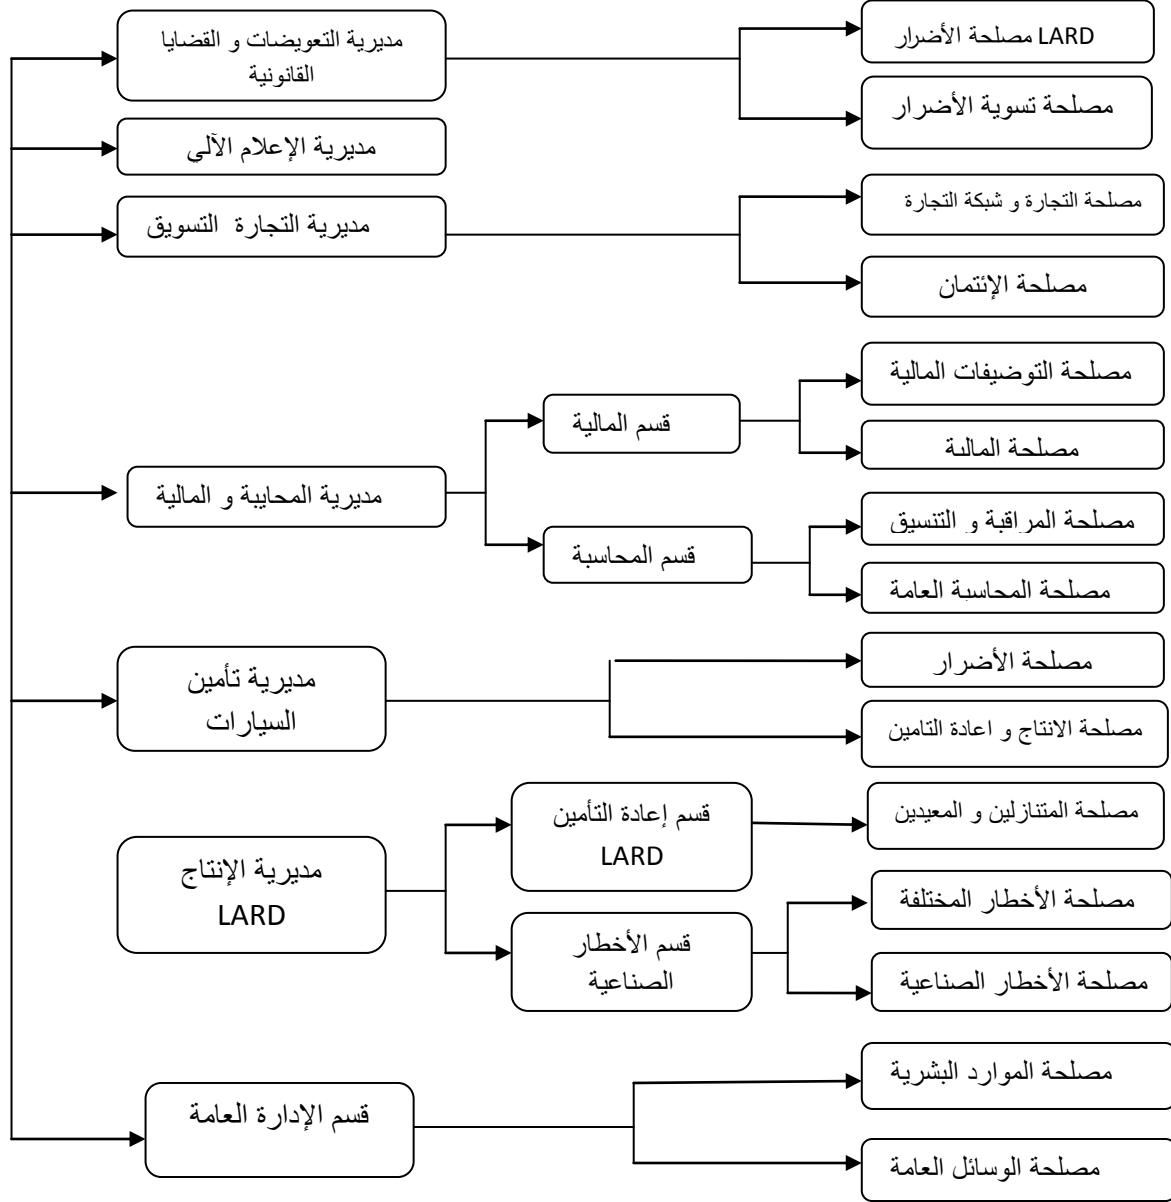 مديرية التعويضات و القضايا
القانونية
مصلحة الأضرار LARD
مصلحة تسوية الأضرار
مديرية الإعلام الآلي
مديرية التجارة التسويق
مصلحة التجارة و شبكة التجارة
مصلحة الإئتمان
مديرية المحايبة و المالية
قسم المالية
مصلحة التوضيفات المالية
مصلحة المالية
قسم المحاسبة
مصلحة المراقبة و التنسيق
مصلحة المحاسبة العامة
مديرية تأمين
السيارات
مصلحة الأضرار
مصلحة الانتاج و اعادة التامين
مديرية الإنتاج
LARD
قسم إعادة التأمين
LARD
مصلحة المتنازلين و المعيدين
قسم الأخطار
الصناعية
مصلحة الأخطار المختلفة
مصلحة الأخطار الصناعية
قسم الإدارة العامة
مصلحة الموارد البشرية
مصلحة الوسائل العامة